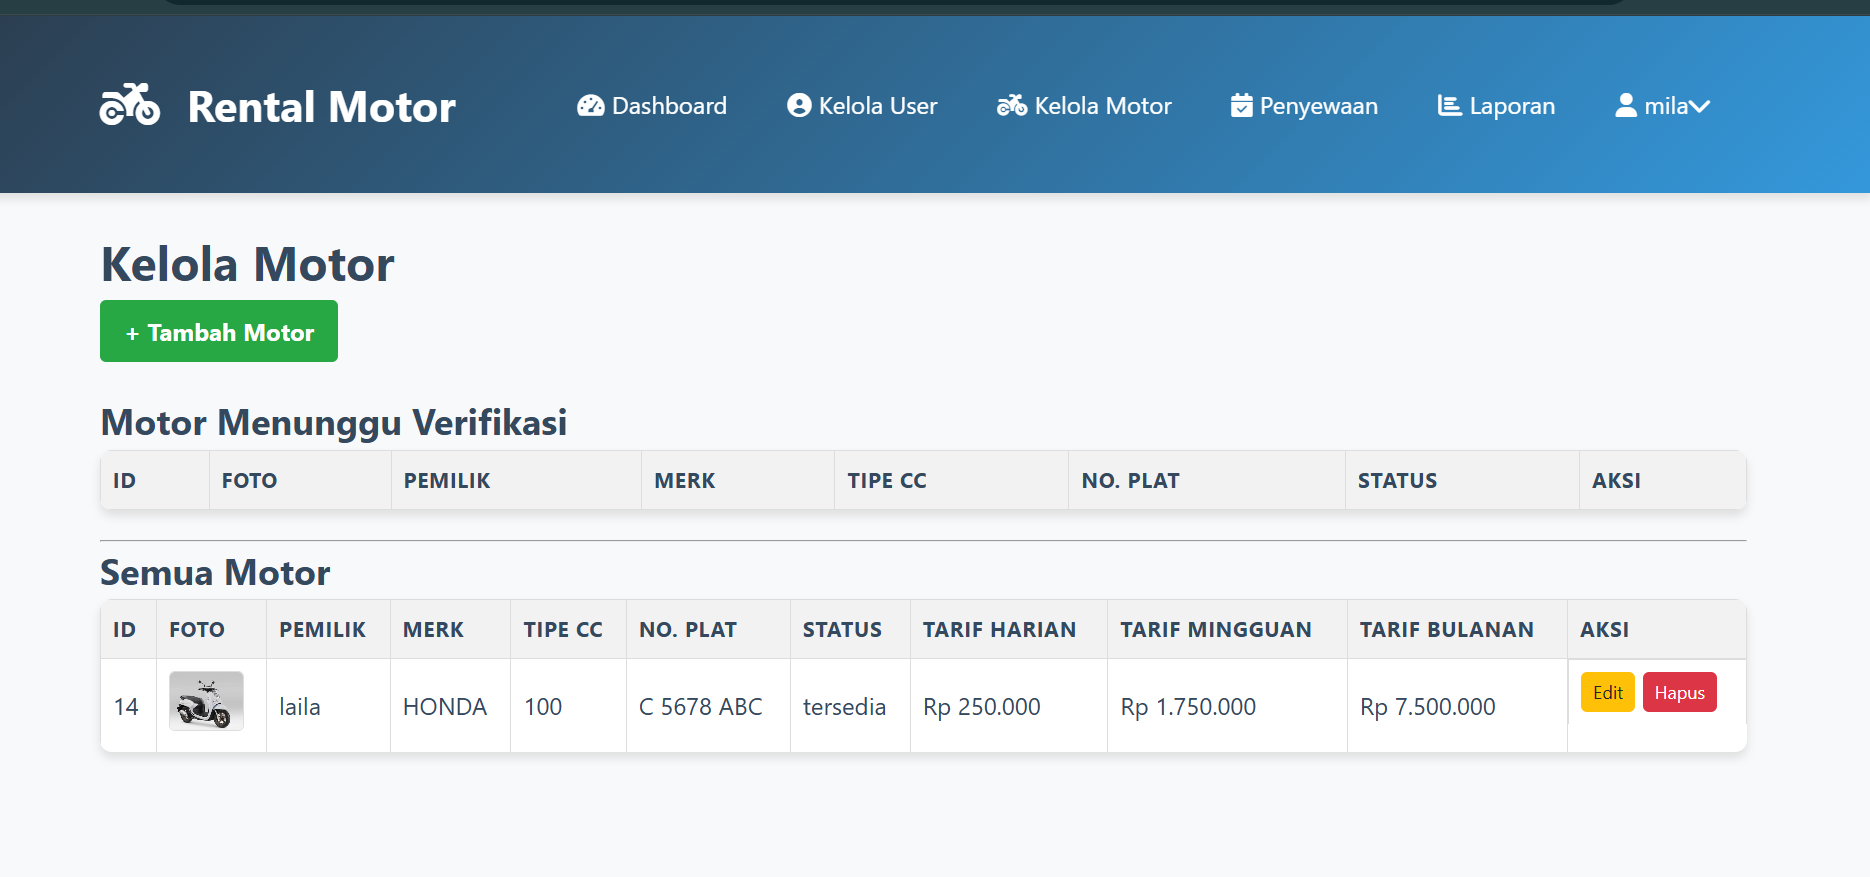 Rental Motor
Dashboard Kelola User Kelola Motor Penyewaan Laporan mila
Kelola Motor
+ Tambah Motor
Motor Menunggu Verifikasi
ID FOTO PEMILIK MERK TIPE CC NO. PLAT STATUS AKSI
Semua Motor
ID FOTO PEMILIK MERK TIPE CC NO. PLAT STATUS TARIF HARIAN TARIF MINGGUAN TARIF BULANAN AKSI
14 laila HONDA 100 C 5678 ABC tersedia Rp 250.000 Rp 1.750.000 Rp 7.500.000 Edit Hapus